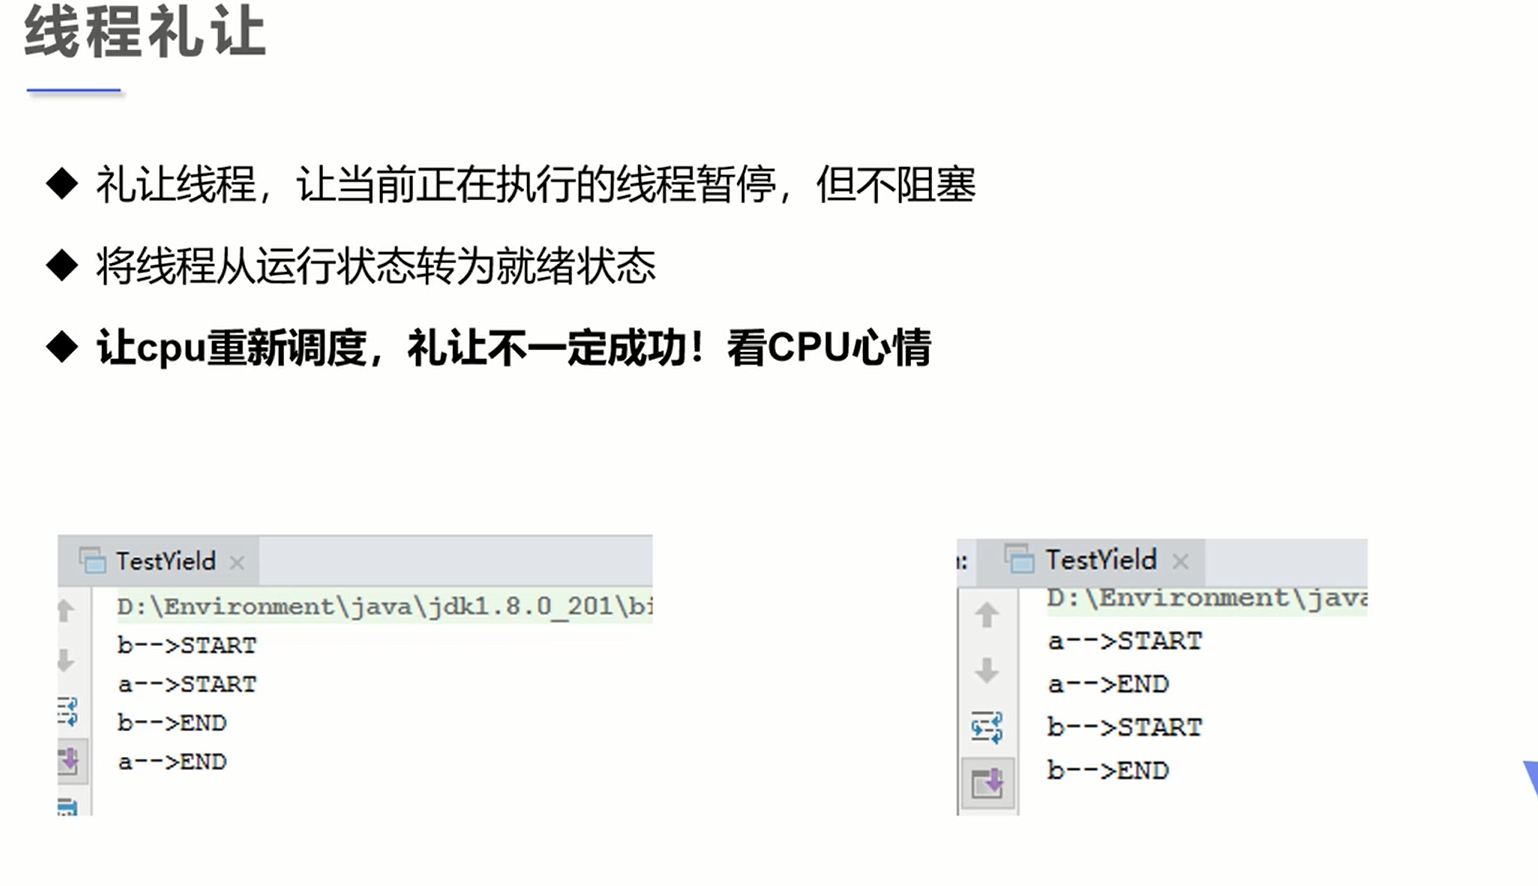 线程礼让
礼让线程，让当前正在执行的线程暂停，但不阻塞
将线程从运行状态转为就绪状态
让cpu重新调度，礼让不一定成功！看CPU心情
TestYield
D:\Environment\java\jdk1.8.0_201\bi
b-->START
a-->START
b-->END
a-->END
TestYield
D:\Environment\java
a-->START
a-->END
b-->START
b-->END